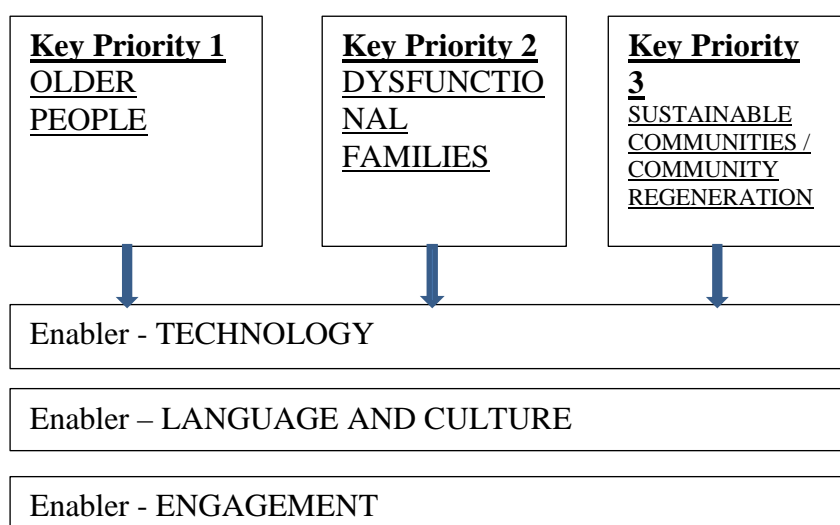 Key Priority 1
OLDER
PEOPLE
Key Priority 2
DYSFUNCTIO
NAL
FAMILIES
Key Priority
3
SUSTAINABLE
COMMUNITIES /
COMMUNITY
REGENERATION
Enabler - TECHNOLOGY
Enabler – LANGUAGE AND CULTURE
Enabler - ENGAGEMENT